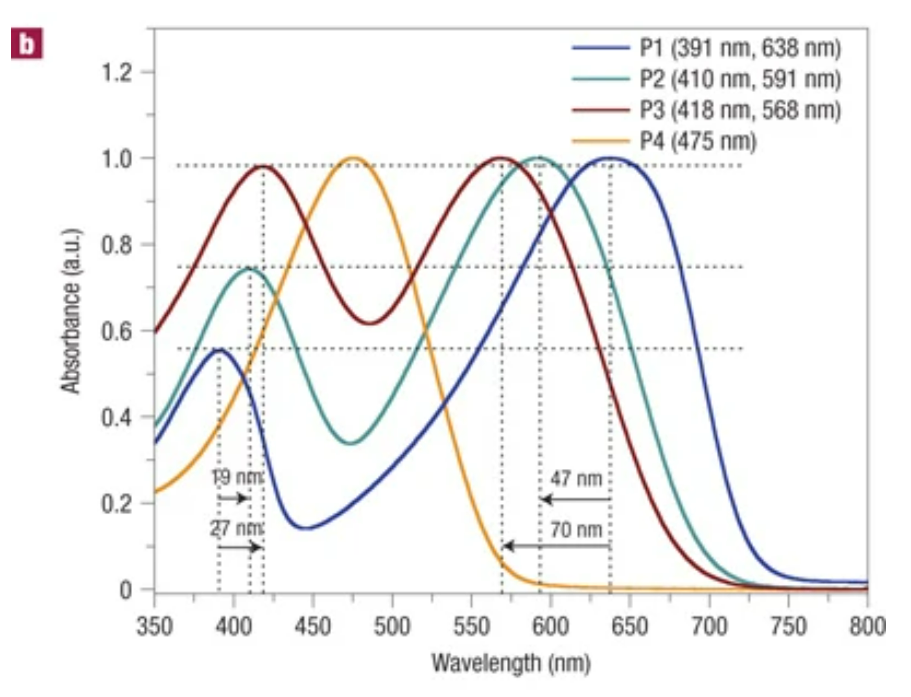 b
P1 (391 nm, 638 nm)
P2 (410 nm, 591 nm)
P3 (418 nm, 568 nm)
P4 (475 nm)
1.2
1.0
0.8
0.6
0.4
0.2
0
Absorbance (a.u.)
19 nm
27 nm
47 nm
70 nm
350 400 450 500 550 600 650 700 750 800
Wavelength (nm)